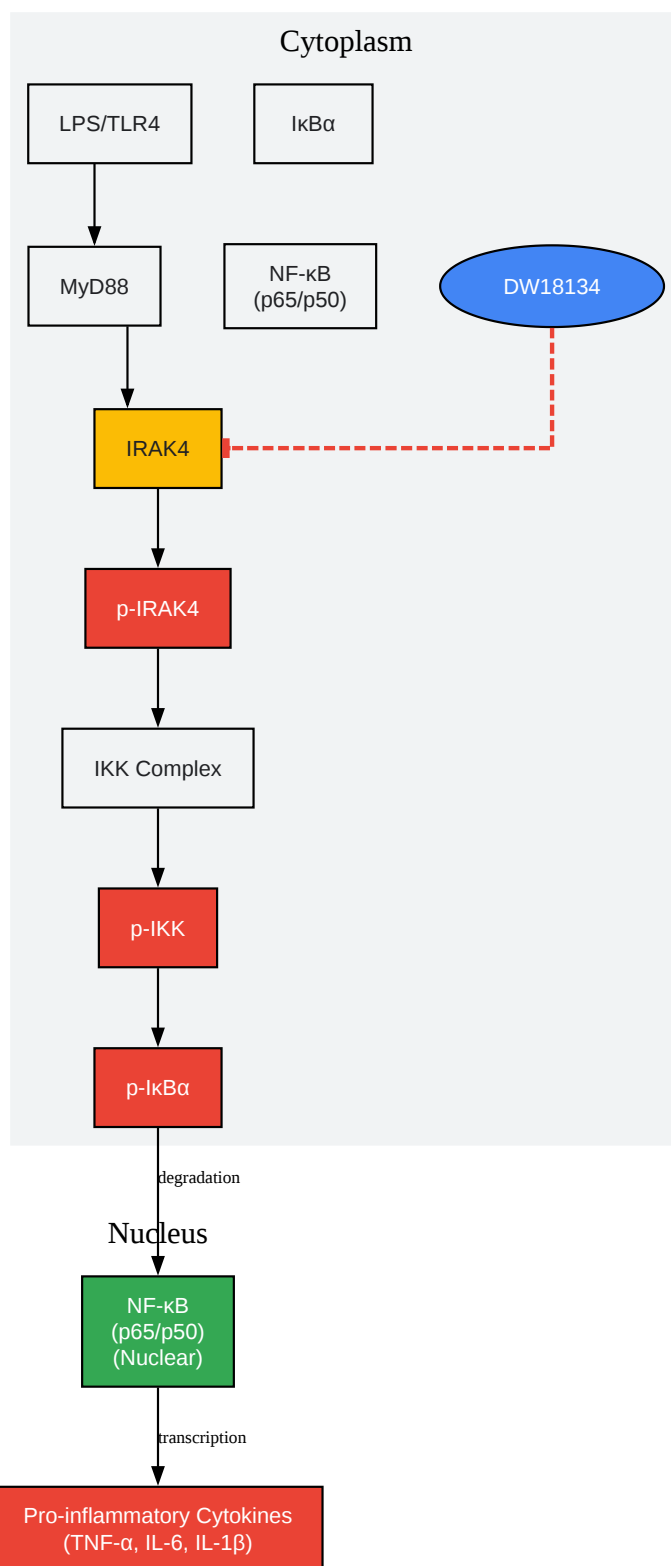 Cytoplasm
LPS/TLR4
IκBα
MyD88
NF-κB
(p65/p50)
DW18134
IRAK4
p-IRAK4
IKK Complex
p-IKK
p-IκBα
degradation
Nucleus
NF-κB
(p65/p50)
(Nuclear)
transcription
Pro-inflammatory Cytokines
(TNF-α, IL-6, IL-1β)